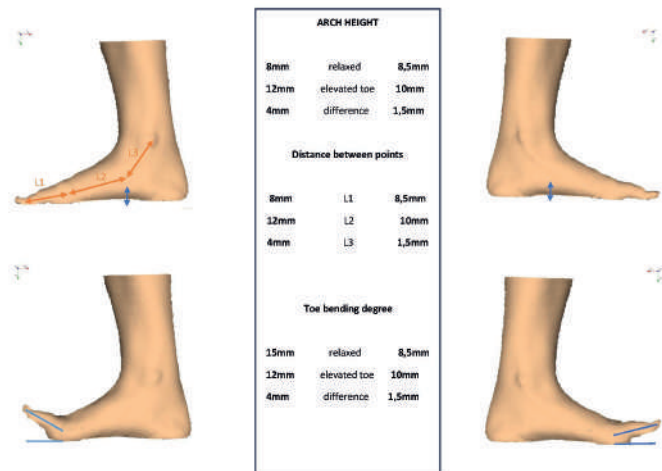 ARCH HEIGHT
8mm relaxed 8,5mm
12mm elevated toe 10mm
4mm difference 1,5mm
Distance between points
8mm L1 8,5mm
12mm L2 10mm
4mm L3 1,5mm
Toe bending degree
15mm relaxed 8,5mm
12mm elevated toe 10mm
4mm difference 1,5mm
L1
L2
L3